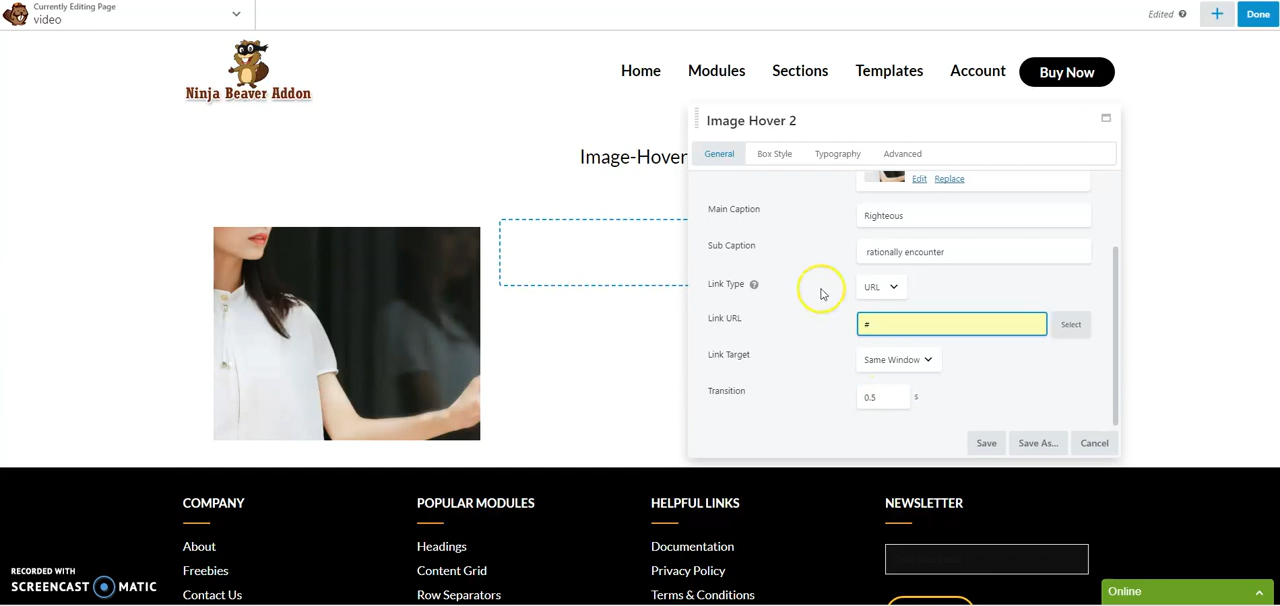 Currently Editing Page
video
Edited ?
+
Done
Ninja Beaver Addon
Home
Modules
Sections
Templates
Account
Buy Now
Image-Hover
Image Hover 2
General
Box Style
Typography
Advanced
Edit
Replace
Main Caption
Righteous
Sub Caption
rationally encounter
Link Type ?
URL
Link URL
#
Select
Link Target
Same Window
Transition
0.5
s
Save
Save As...
Cancel
COMPANY
POPULAR MODULES
HELPFUL LINKS
NEWSLETTER
About
Headings
Documentation
Freebies
Content Grid
Privacy Policy
Contact Us
Row Separators
Terms & Conditions
RECORDED WITH
SCREENCAST MATIC
Online